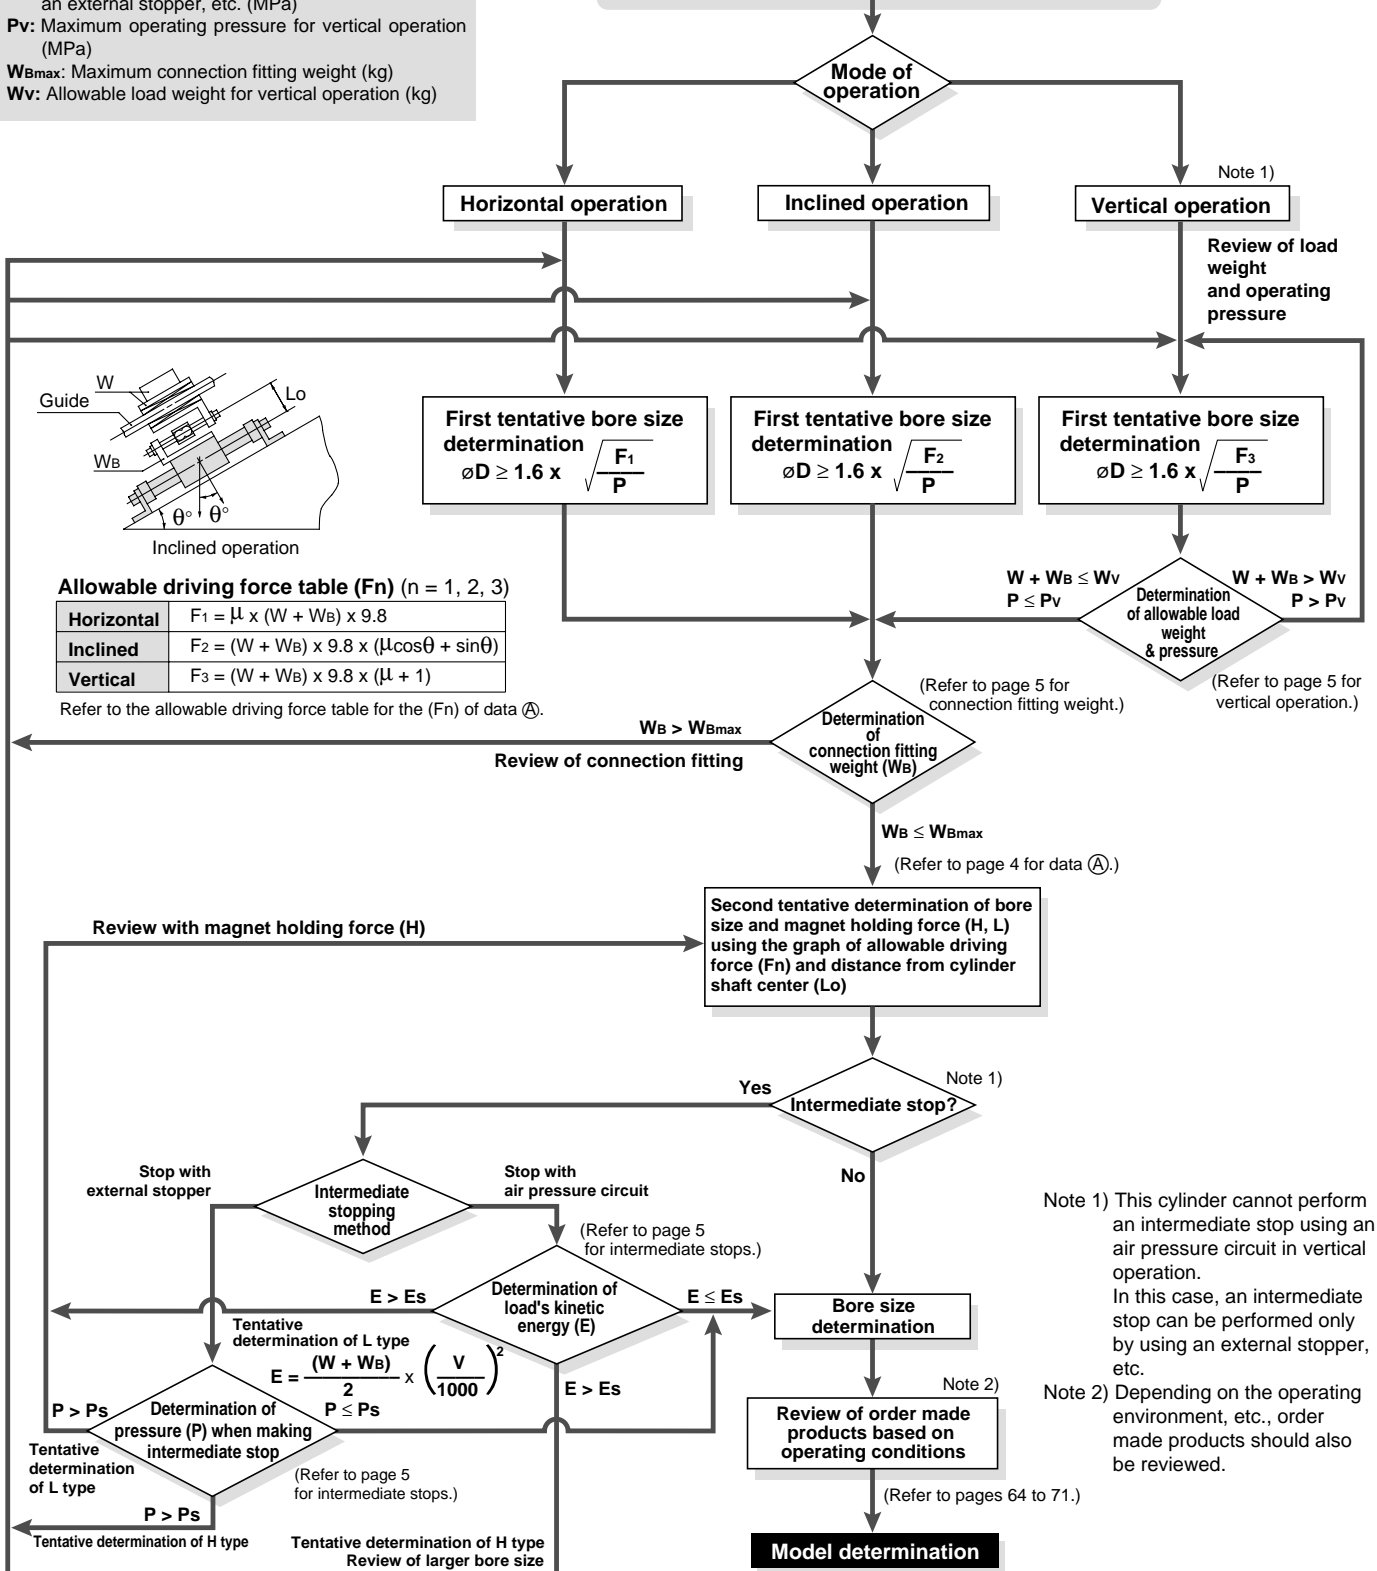 an external stopper, etc. (MPa)
Pv: Maximum operating pressure for vertical operation
(MPa)
WBmax: Maximum connection fitting weight (kg)
Wv: Allowable load weight for vertical operation (kg)
Mode of
operation
Note 1)
Horizontal operation
Inclined operation
Vertical operation
Review of load
weight
and operating
pressure
W
Guide
Lo
WB
θ° θ°
Inclined operation
First tentative bore size
determination
øD ≥ 1.6 x √F1/P
First tentative bore size
determination
øD ≥ 1.6 x √F2/P
First tentative bore size
determination
øD ≥ 1.6 x √F3/P
Allowable driving force table (Fn) (n = 1, 2, 3)
Horizontal F1 = μ x (W + WB) x 9.8
Inclined F2 = (W + WB) x 9.8 x (μcosθ + sinθ)
Vertical F3 = (W + WB) x 9.8 x (μ + 1)
Refer to the allowable driving force table for the (Fn) of data Ⓐ.
W + WB ≤ WV
P ≤ PV
W + WB > WV
P > PV
Determination
of allowable load
weight
& pressure
(Refer to page 5 for
vertical operation.)
(Refer to page 5 for
connection fitting weight.)
Determination
of
connection fitting
weight (WB)
WB > WBmax
Review of connection fitting
WB ≤ WBmax
(Refer to page 4 for data Ⓐ.)
Review with magnet holding force (H)
Second tentative determination of bore
size and magnet holding force (H, L)
using the graph of allowable driving
force (Fn) and distance from cylinder
shaft center (Lo)
Note 1)
Yes
Intermediate stop?
No
Stop with
external stopper
Intermediate
stopping
method
Stop with
air pressure circuit
(Refer to page 5
for intermediate stops.)
E > Es
Determination of
load's kinetic
energy (E)
E ≤ Es
Bore size
determination
Tentative
determination of L type
E = (W + WB)/2 x (V/1000)2
E > Es
P > Ps
Determination of
pressure (P) when making
intermediate stop
P ≤ Ps
Tentative
determination
of L type
(Refer to page 5
for intermediate stops.)
P > Ps
Tentative determination of H type
Tentative determination of H type
Review of larger bore size
Note 2)
Review of order made
products based on
operating conditions
(Refer to pages 64 to 71.)
Model determination
Note 1) This cylinder cannot perform
an intermediate stop using an
air pressure circuit in vertical
operation.
In this case, an intermediate
stop can be performed only
by using an external stopper,
etc.
Note 2) Depending on the operating
environment, etc., order
made products should also
be reviewed.